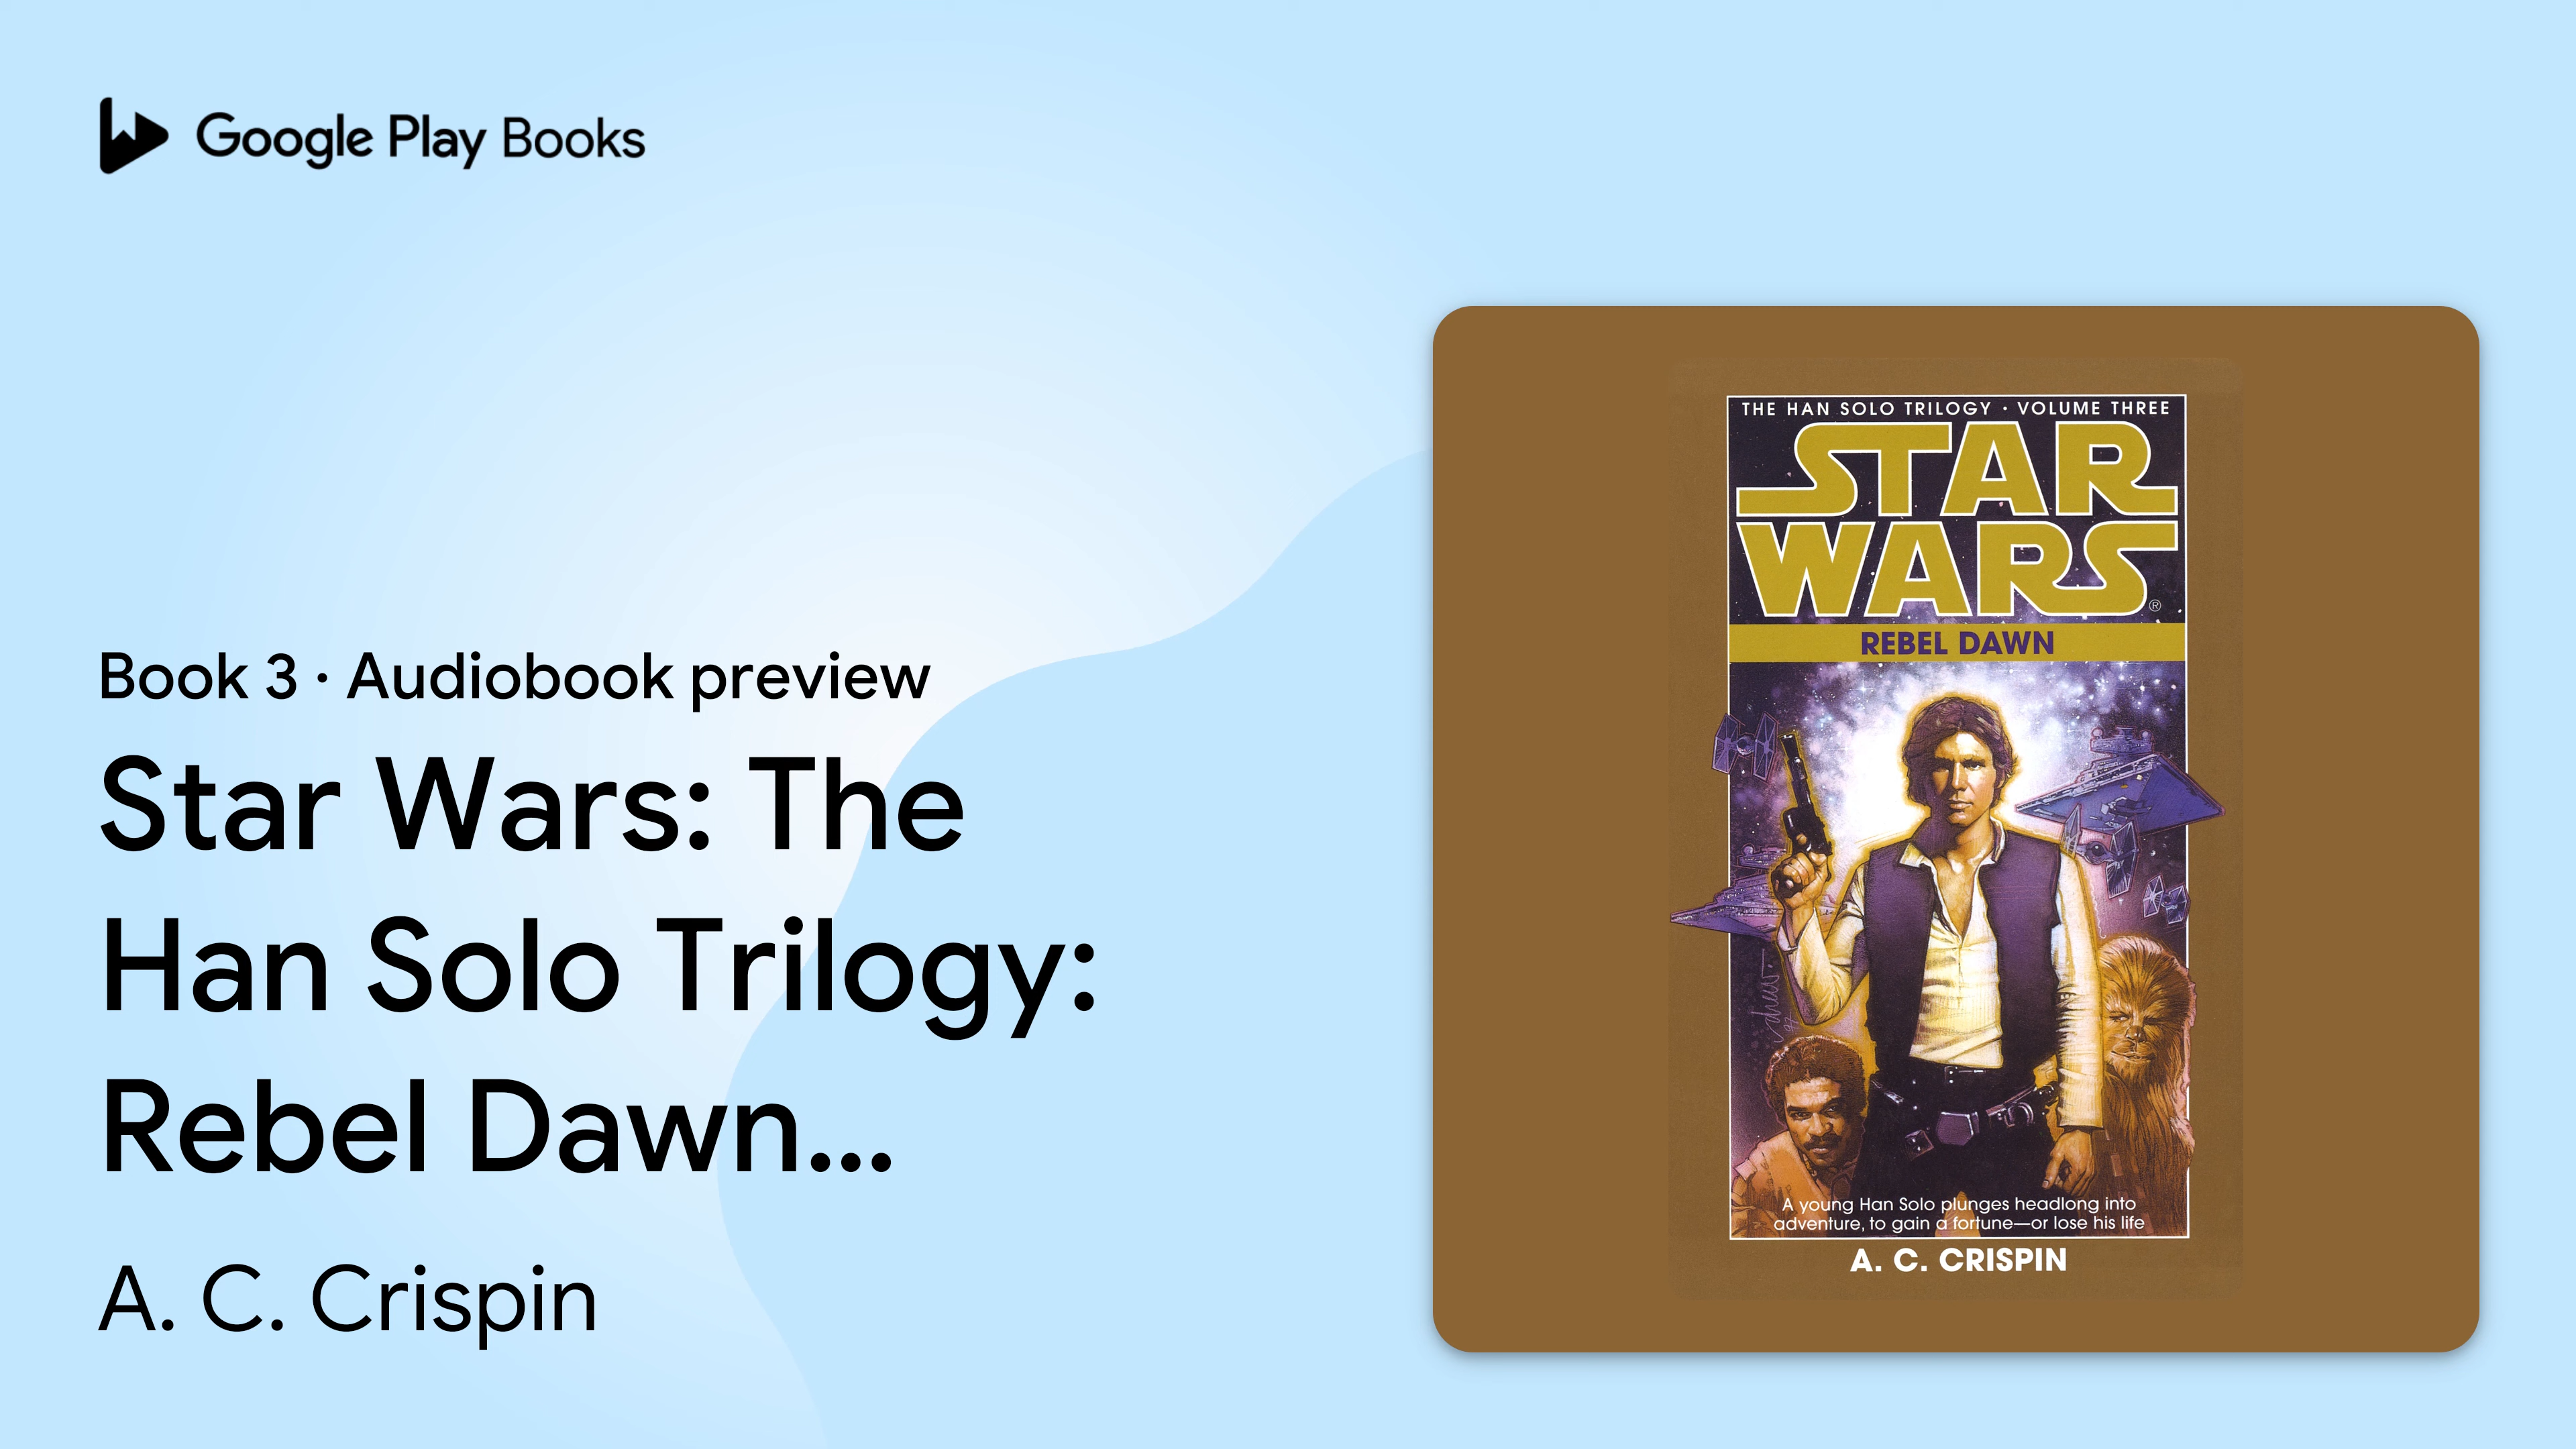 Google Play Books
Book 3 · Audiobook preview
Star Wars: The
Han Solo Trilogy:
Rebel Dawn...
A. C. Crispin
THE HAN SOLO TRILOGY · VOLUME THREE
STAR
WARS®
REBEL DAWN
drew
A young Han Solo plunges headlong into
adventure, to gain a fortune—or lose his life
A. C. CRISPIN